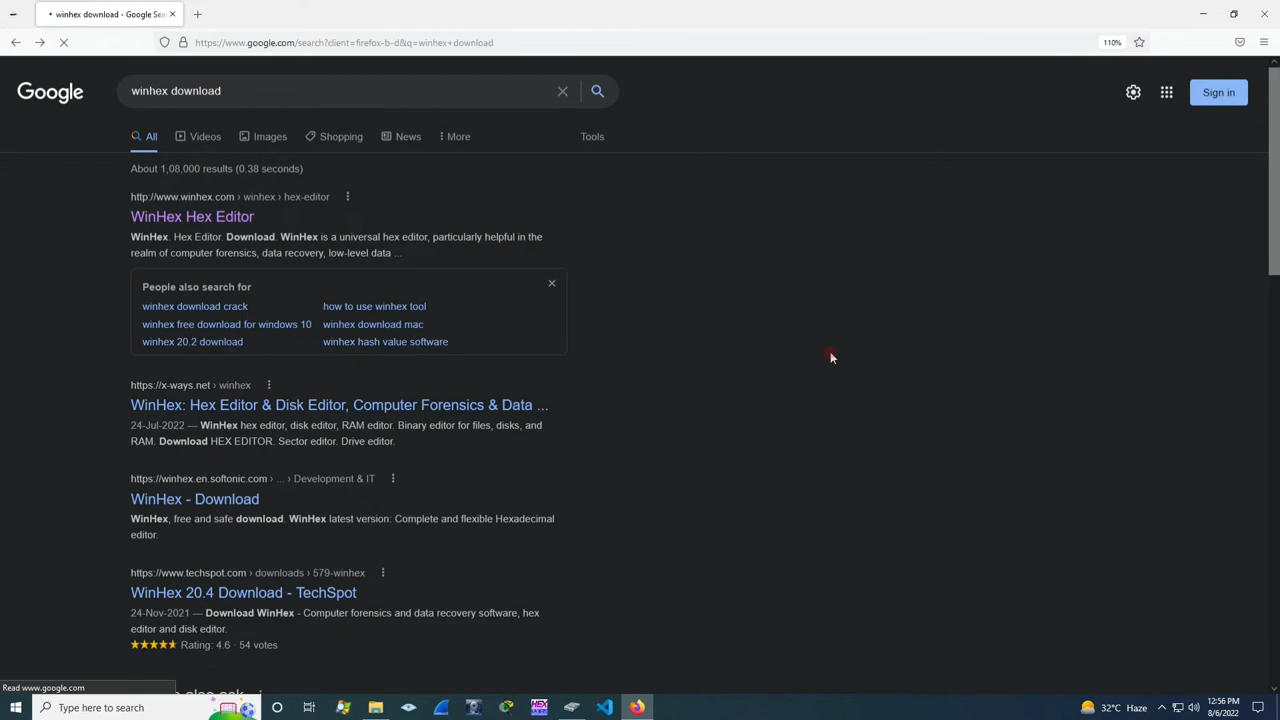 winhex download - Google Sea
https://www.google.com/search?client=firefox-b-d&q=winhex+download
110%
Google
winhex download
Sign in
All
Videos
Images
Shopping
News
More
Tools
About 1,08,000 results (0.38 seconds)
http://www.winhex.com › winhex › hex-editor
WinHex Hex Editor
WinHex. Hex Editor. Download. WinHex is a universal hex editor, particularly helpful in the
realm of computer forensics, data recovery, low-level data ...
People also search for
winhex download crack
how to use winhex tool
winhex free download for windows 10
winhex download mac
winhex 20.2 download
winhex hash value software
https://x-ways.net › winhex
WinHex: Hex Editor & Disk Editor, Computer Forensics & Data ...
24-Jul-2022 — WinHex hex editor, disk editor, RAM editor. Binary editor for files, disks, and
RAM. Download HEX EDITOR. Sector editor. Drive editor.
https://winhex.en.softonic.com › ... › Development & IT
WinHex - Download
WinHex, free and safe download. WinHex latest version: Complete and flexible Hexadecimal
editor.
https://www.techspot.com › downloads › 579-winhex
WinHex 20.4 Download - TechSpot
24-Nov-2021 — Download WinHex - Computer forensics and data recovery software, hex
editor and disk editor.
Rating: 4.6 · 54 votes
Read www.google.com
Type here to search
HEX
32°C Haze
12:56 PM
8/6/2022